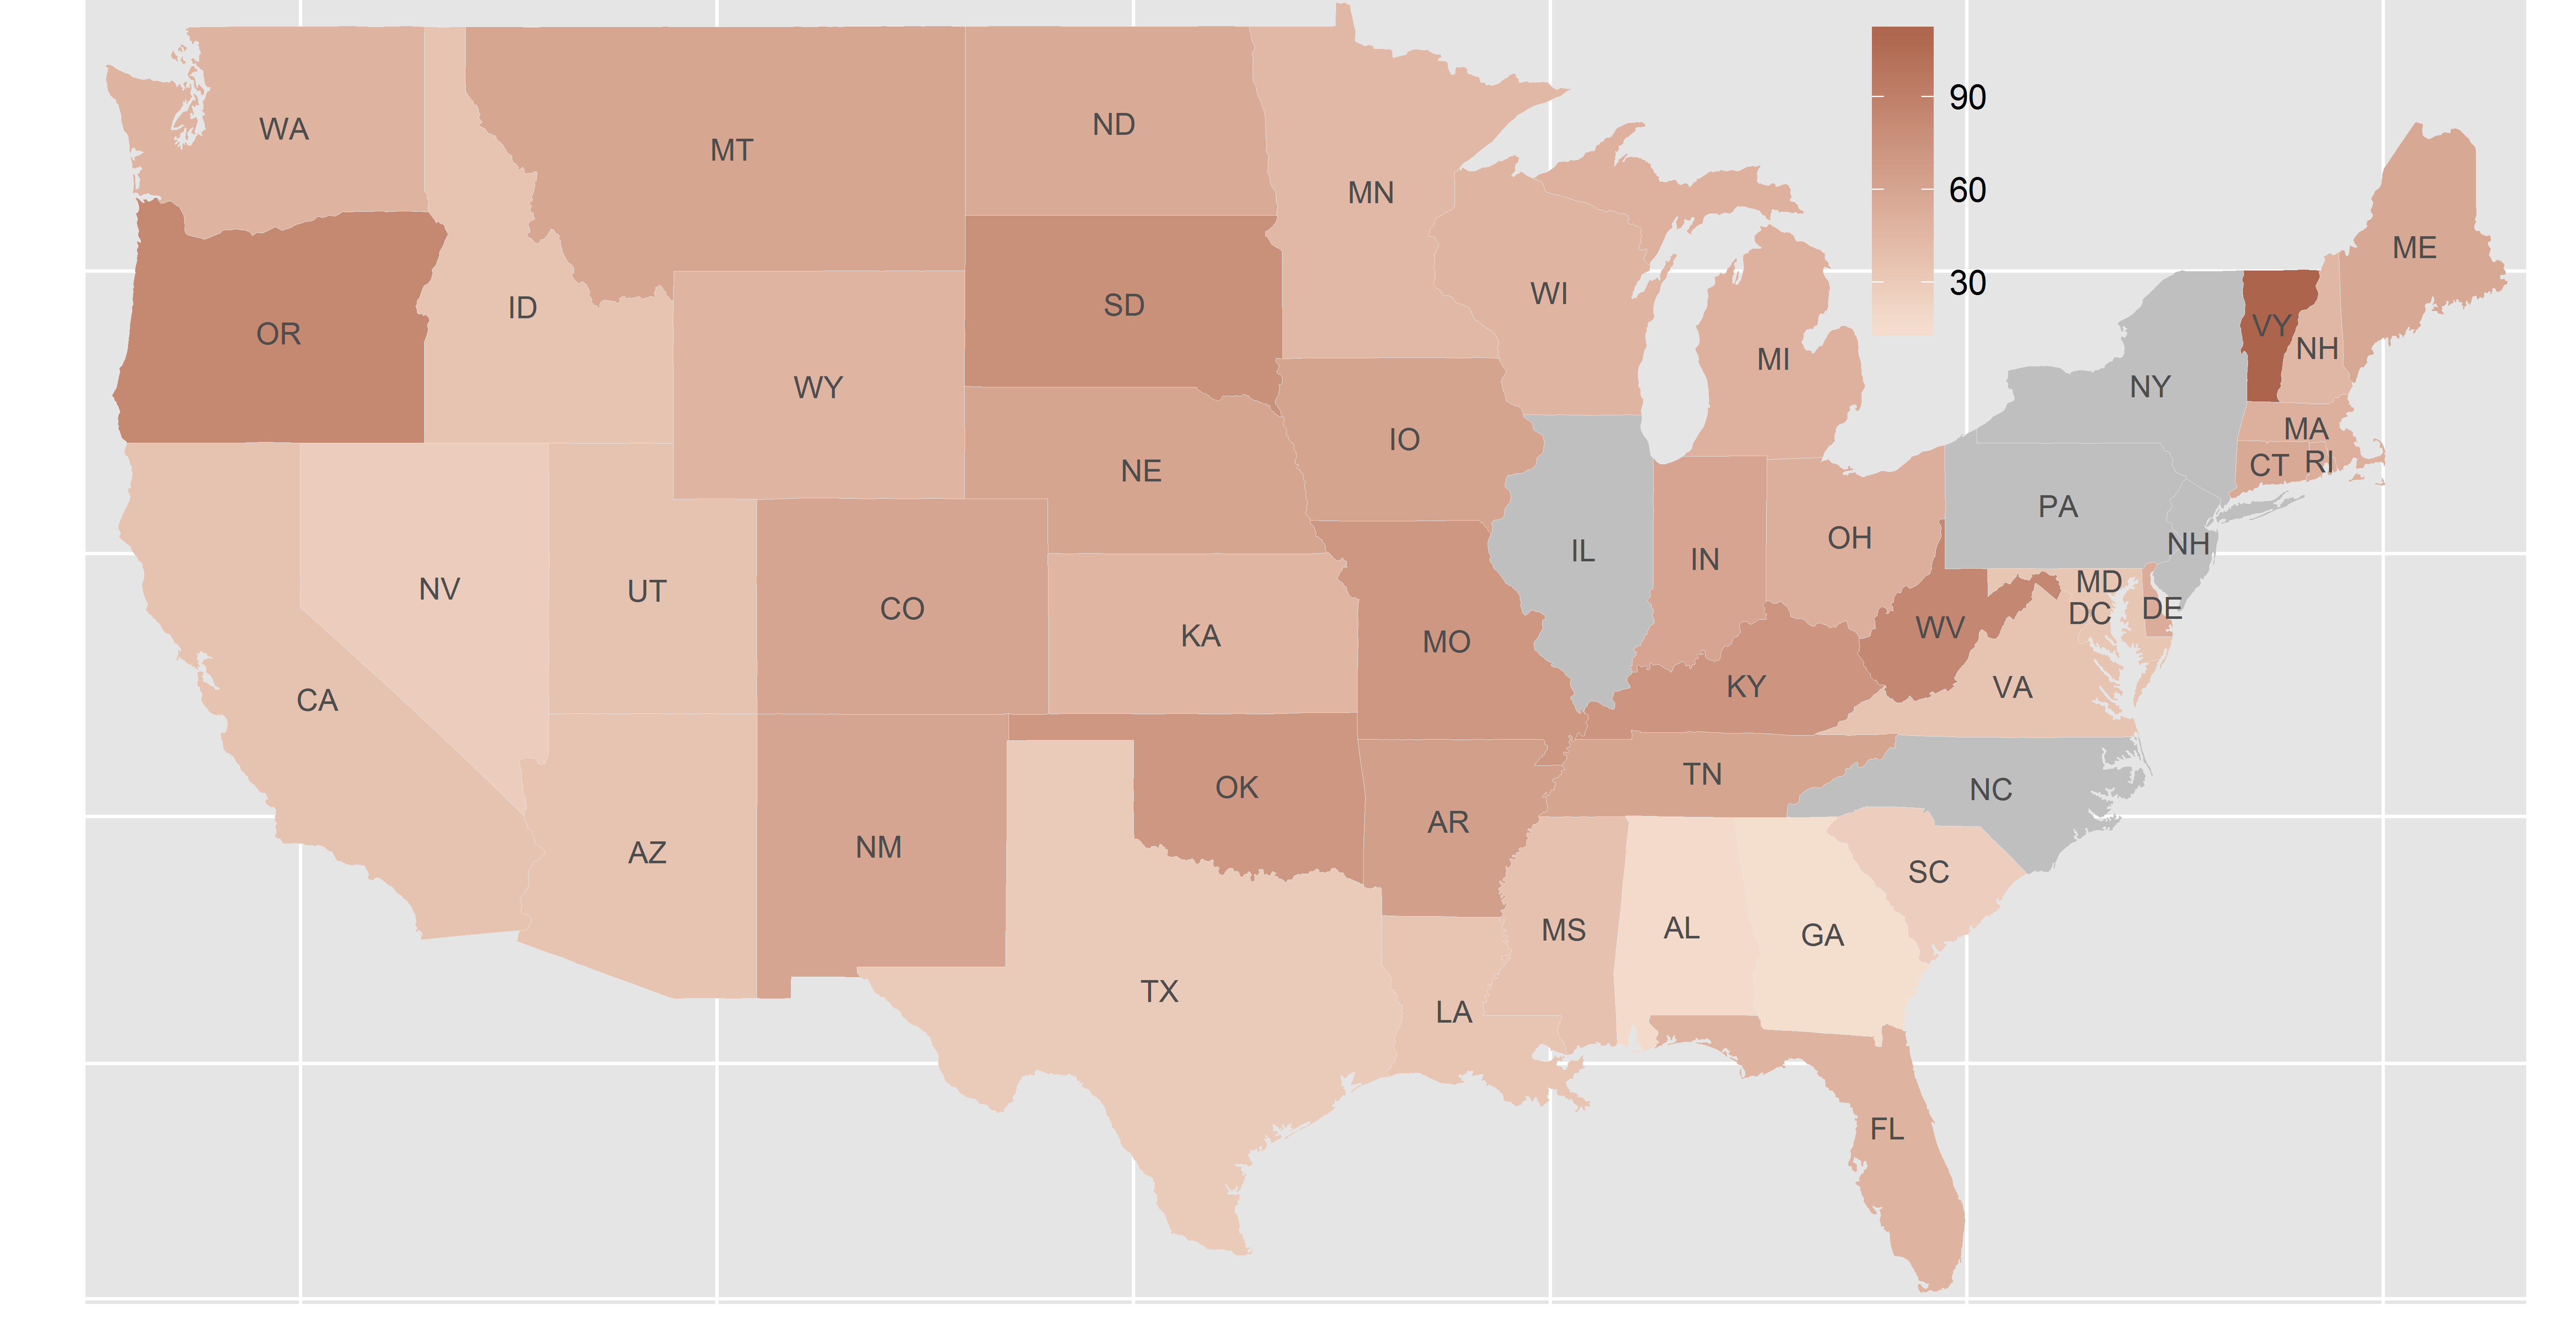 90
60
30
WA
MT
ND
MN
ME
OR
ID
SD
WI
VY
NH
WY
MI
NY
IO
MA
NE
CT
RI
PA
OH
NH
IL
IN
NV
UT
CO
KA
MO
MD
DC
DE
WV
CA
KY
VA
OK
TN
NC
AR
AZ
NM
SC
MS
AL
GA
TX
LA
FL